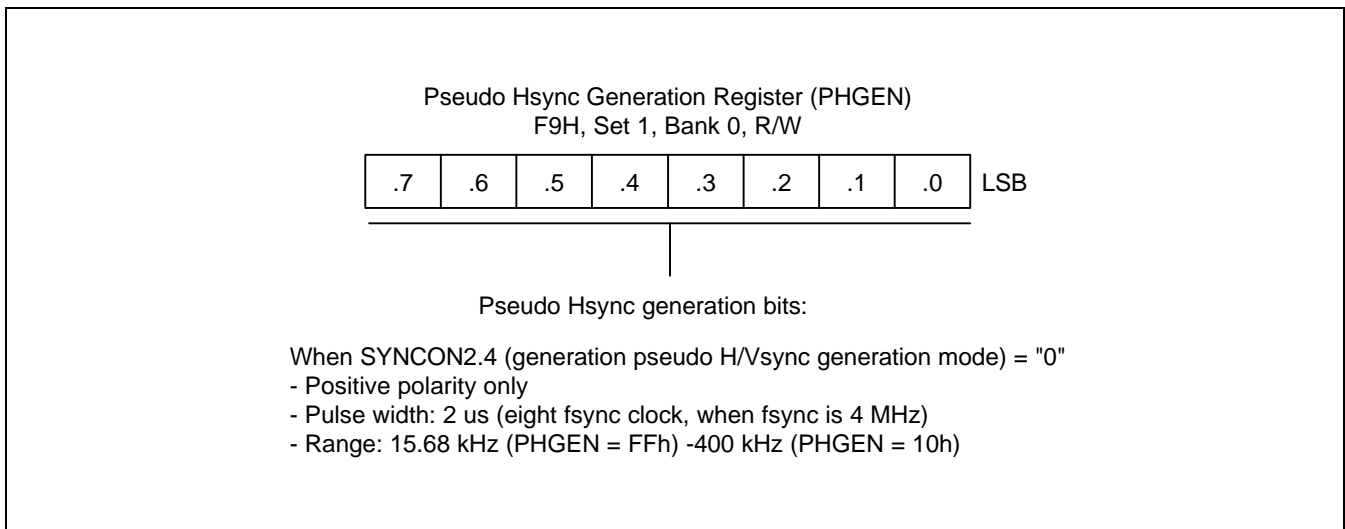 Pseudo Hsync Generation Register (PHGEN)
F9H, Set 1, Bank 0, R/W
.7 .6 .5 .4 .3 .2 .1 .0 LSB
Pseudo Hsync generation bits:
When SYNCON2.4 (generation pseudo H/Vsync generation mode) = "0"
- Positive polarity only
- Pulse width: 2 us (eight fsync clock, when fsync is 4 MHz)
- Range: 15.68 kHz (PHGEN = FFh) -400 kHz (PHGEN = 10h)